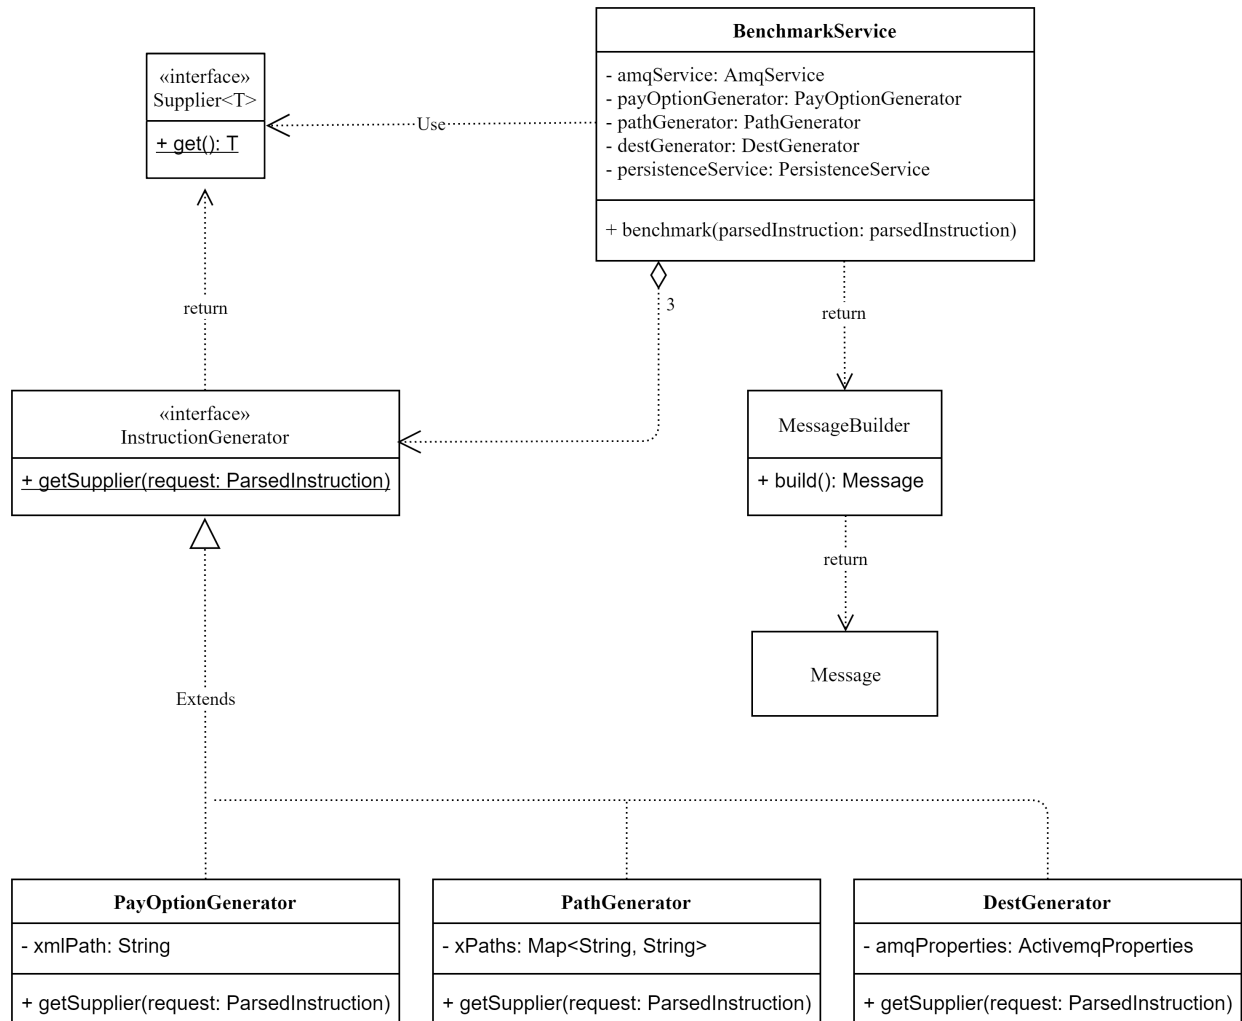 BenchmarkService
- amqService: AmqService
- payOptionGenerator: PayOptionGenerator
- pathGenerator: PathGenerator
- destGenerator: DestGenerator
- persistenceService: PersistenceService
+ benchmark(parsedInstruction: parsedInstruction)
«interface»
Supplier<T>
+ get(): T
Use
3
return
return
«interface»
InstructionGenerator
+ getSupplier(request: ParsedInstruction)
MessageBuilder
+ build(): Message
return
Message
Extends
PayOptionGenerator
- xmlPath: String
+ getSupplier(request: ParsedInstruction)
PathGenerator
- xPaths: Map<String, String>
+ getSupplier(request: ParsedInstruction)
DestGenerator
- amqProperties: ActivemqProperties
+ getSupplier(request: ParsedInstruction)